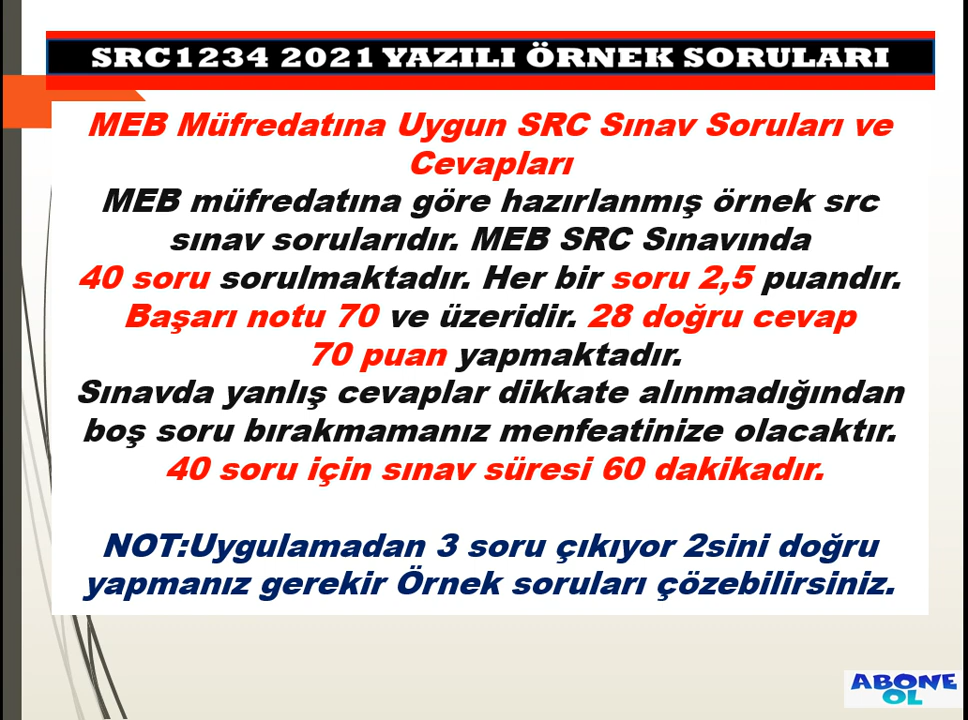 SRC1234 2021 YAZILI ÖRNEK SORULARI
MEB Müfredatına Uygun SRC Sınav Soruları ve
Cevapları
MEB müfredatına göre hazırlanmış örnek src
sınav sorularıdır. MEB SRC Sınavında
40 soru sorulmaktadır. Her bir soru 2,5 puandır.
Başarı notu 70 ve üzeridir. 28 doğru cevap
70 puan yapmaktadır.
Sınavda yanlış cevaplar dikkate alınmadığından
boş soru bırakmamanız menfeatinize olacaktır.
40 soru için sınav süresi 60 dakikadır.
NOT:Uygulamadan 3 soru çıkıyor 2sini doğru
yapmanız gerekir Örnek soruları çözebilirsiniz.
ABONE
OL